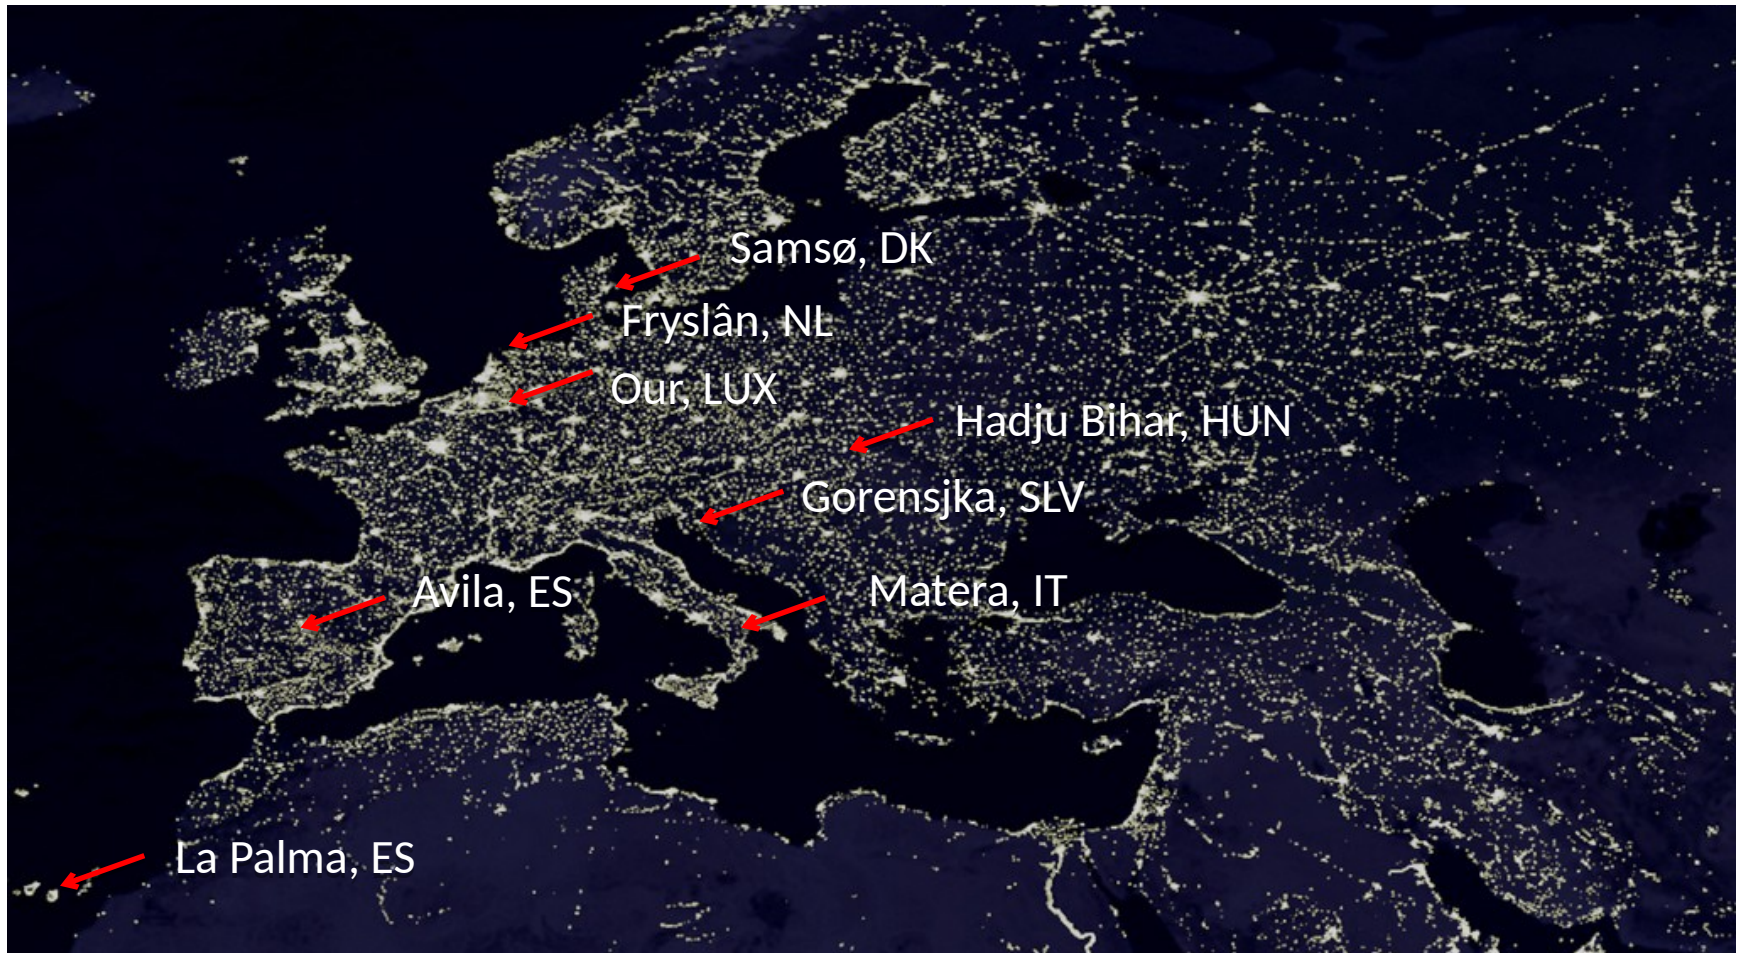 Samsø, DK
Fryslân, NL
Our, LUX
Hadju Bihar, HUN
Gorensjka, SLV
Avila, ES
Matera, IT
La Palma, ES